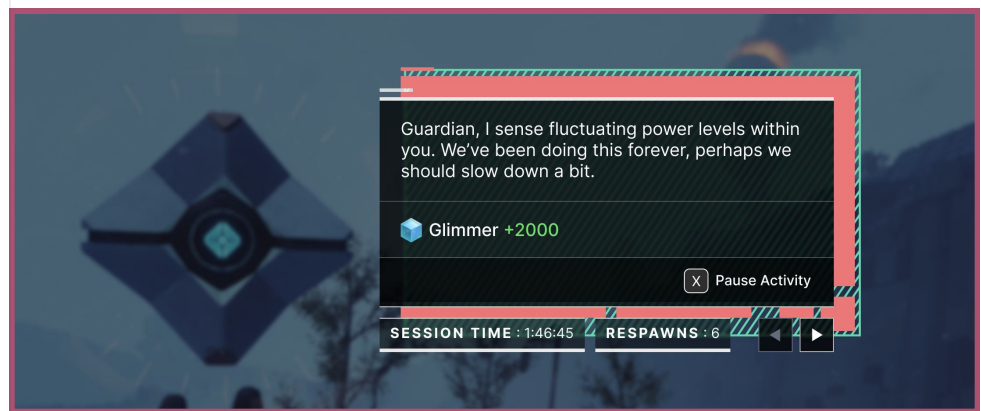 Guardian, I sense fluctuating power levels within
you. We’ve been doing this forever, perhaps we
should slow down a bit.
Glimmer +2000
X Pause Activity
SESSION TIME : 1:46:45 RESPAWNS : 6